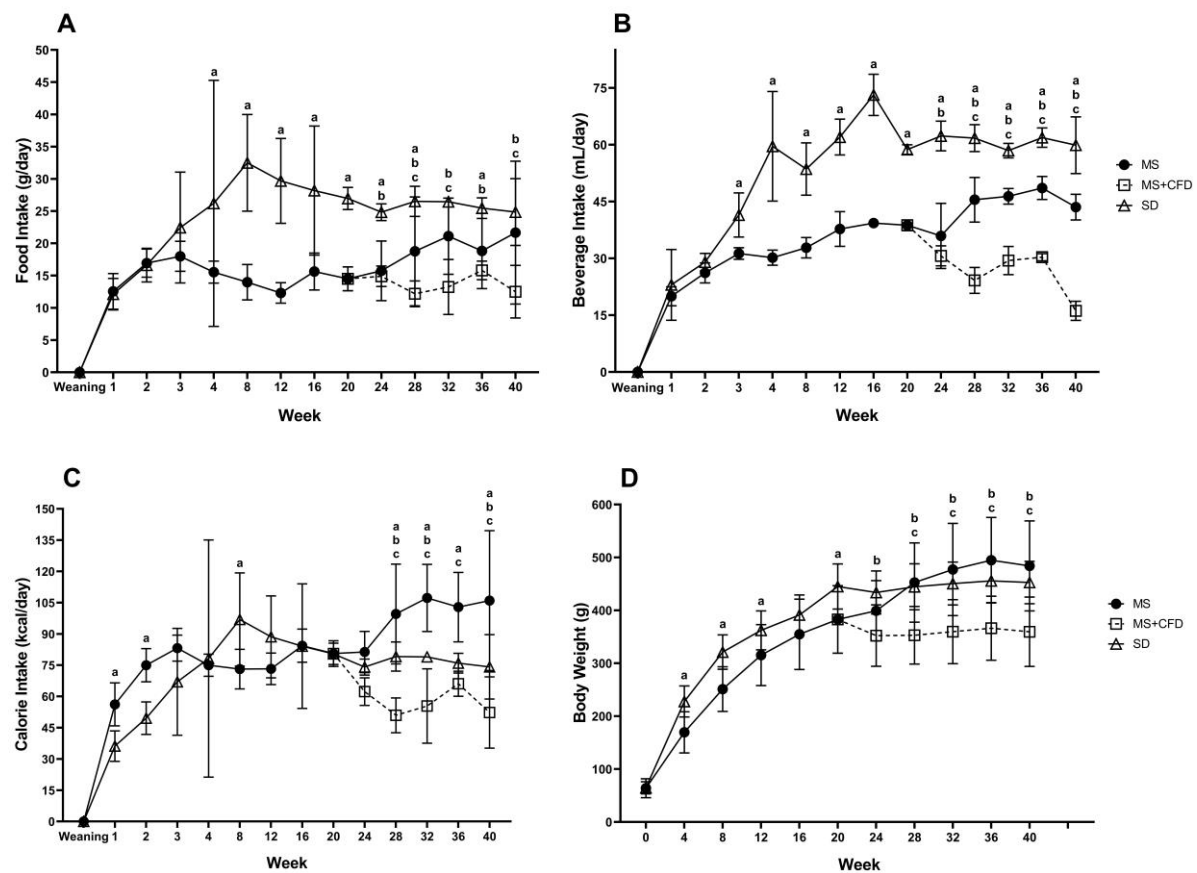 A
Food Intake (g/day)
50
45
40
35
30
25
20
15
10
5
0
a
a
a
a
a
a
b
a
b
c
b
c
a
b
b
c
Weaning 1 2 3 4 8 12 16 20 24 28 32 36 40
Week
B
Beverage Intake (mL/day)
75
60
45
30
15
0
a
a
a
a
a
a
a
b
a
b
c
a
b
c
a
b
c
a
b
c
Weaning 1 2 3 4 8 12 16 20 24 28 32 36 40
Week
MS
MS+CFD
SD
C
Calorie Intake (kcal/day)
150
135
120
105
90
75
60
45
30
15
0
a
a
a
a
b
c
a
b
c
a
c
a
b
c
Weaning 1 2 3 4 8 12 16 20 24 28 32 36 40
Week
D
Body Weight (g)
600
500
400
300
200
100
0
a
a
a
a
b
b
c
b
c
b
c
b
c
0 4 8 12 16 20 24 28 32 36 40
Week
MS
MS+CFD
SD